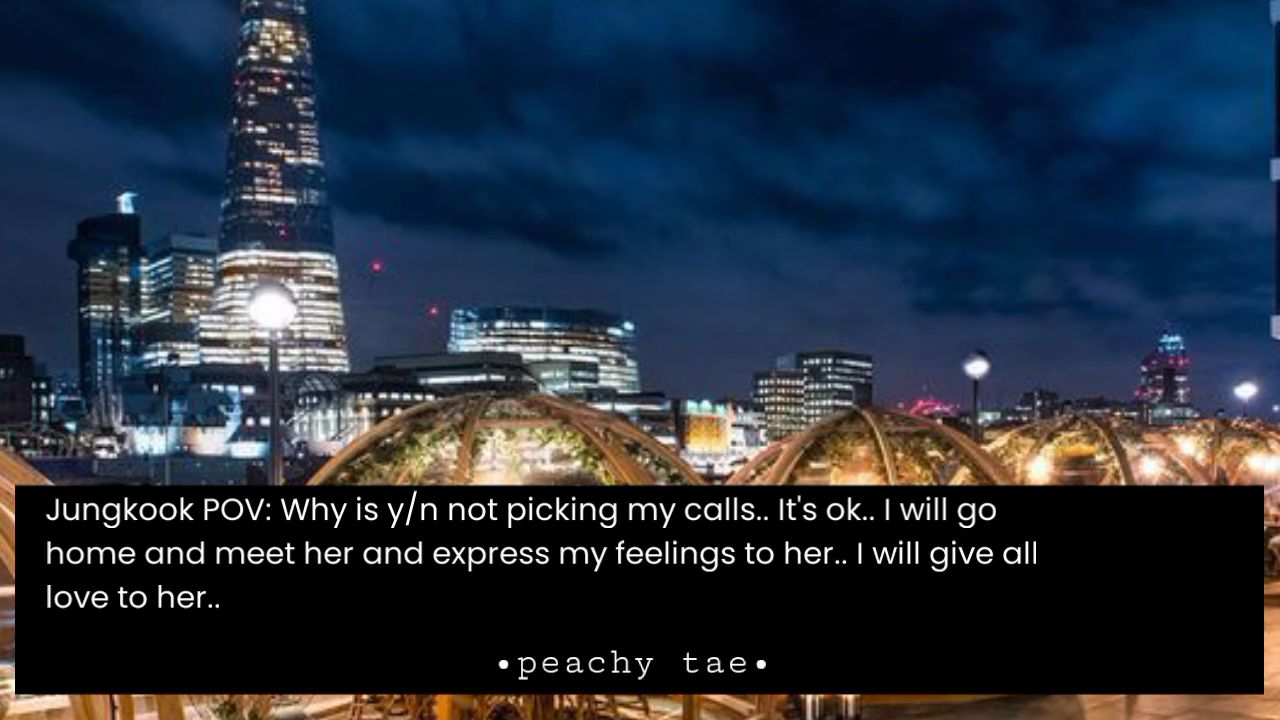 Jungkook POV: Why is y/n not picking my calls.. It's ok.. I will go
home and meet her and express my feelings to her.. I will give all
love to her..
•peachy tae•